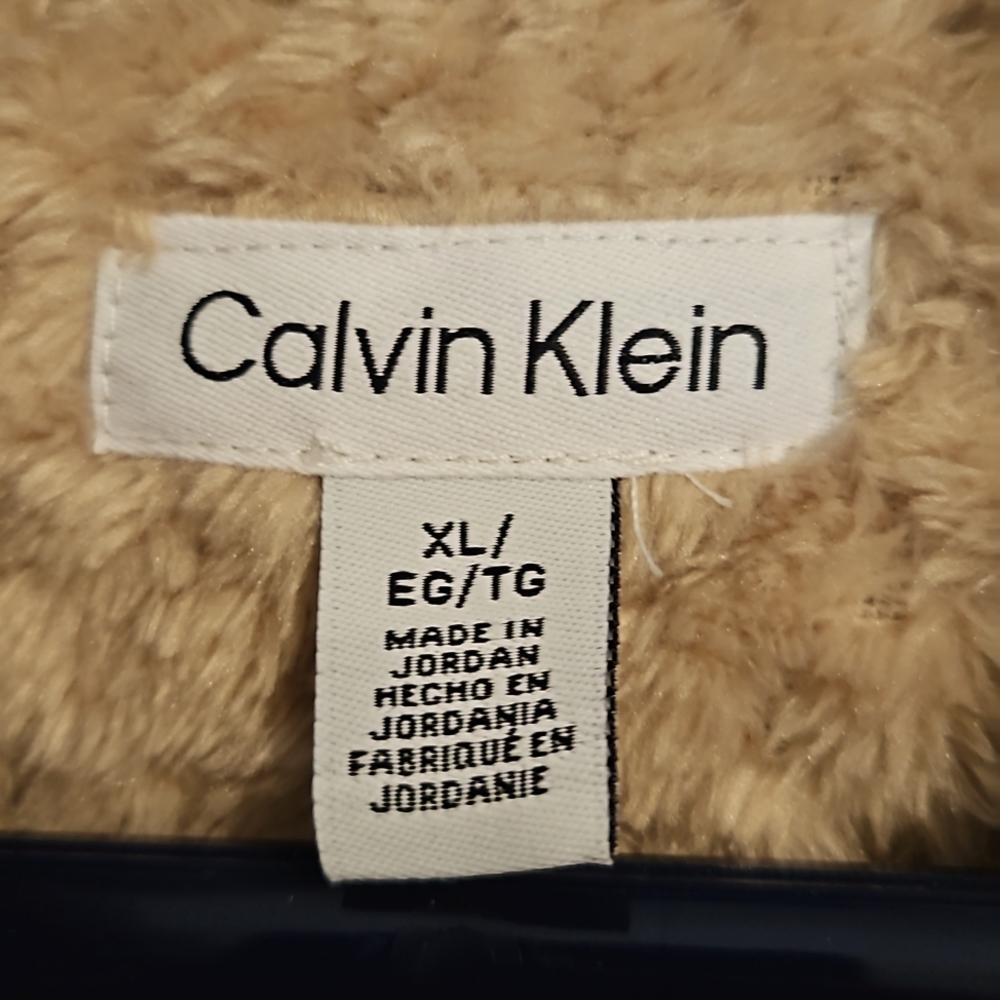 Calvin Klein
XL/
EG/TG
MADE IN
JORDAN
HECHO EN
JORDANIA
FABRIQUÉ EN
JORDANIE